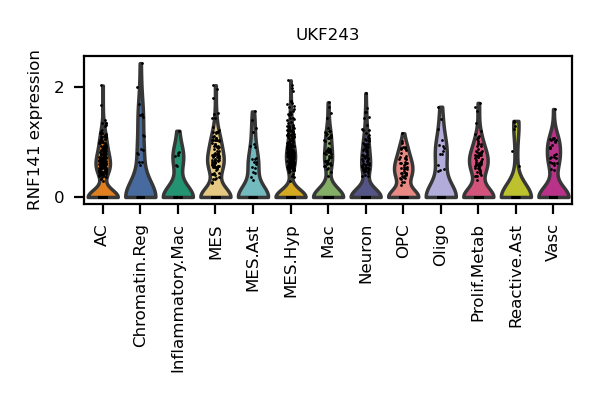 UKF243
RNF141 expression
2
0
AC
Chromatin.Reg
Inflammatory.Mac
MES
MES.Ast
MES.Hyp
Mac
Neuron
OPC
Oligo
Prolif.Metab
Reactive.Ast
Vasc